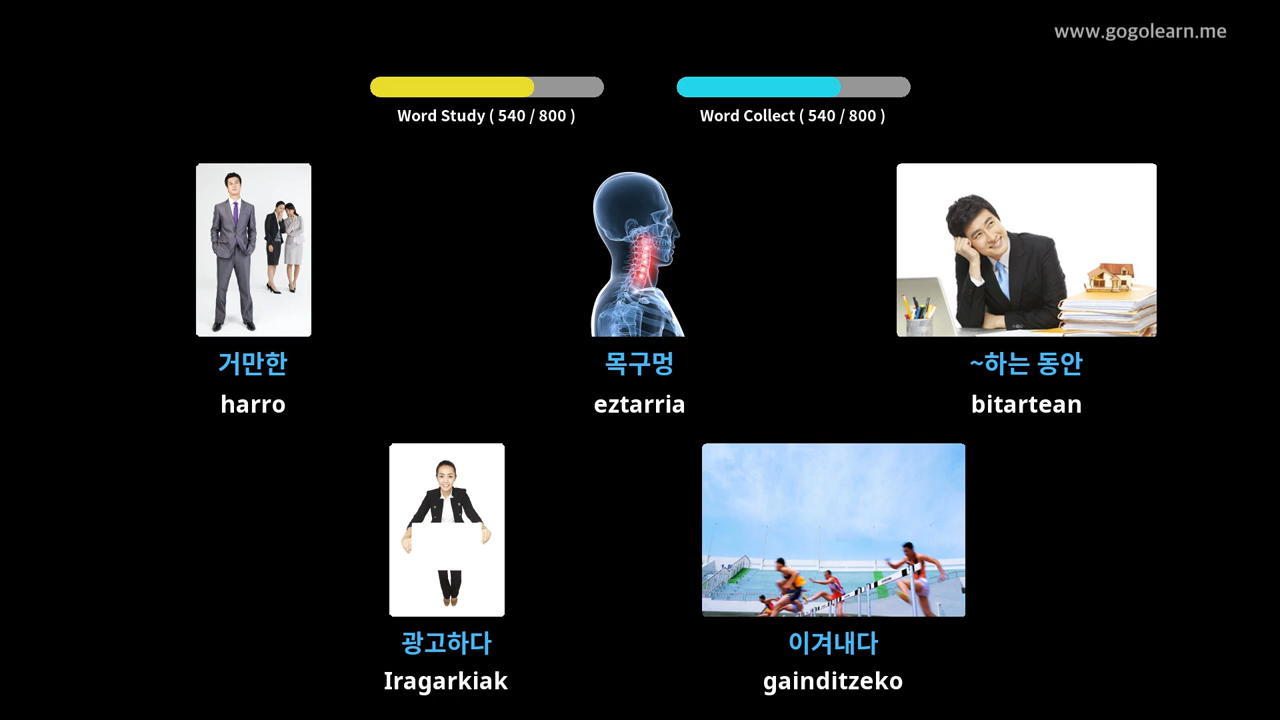 www.gogolearn.me
Word Study ( 540 / 800 )
Word Collect ( 540 / 800 )
거만한
harro
목구멍
eztarria
~하는 동안
bitartean
광고하다
Iragarkiak
이겨내다
gainditzeko